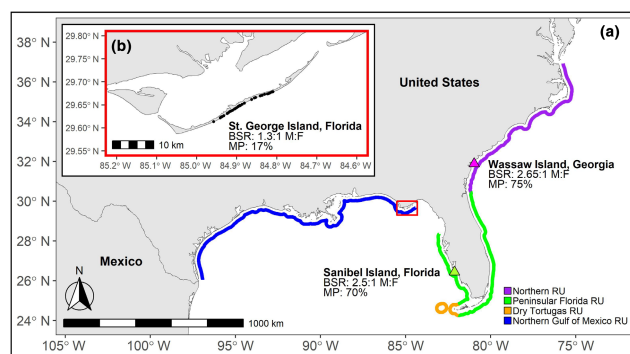 (a)
(b)
38°
36°
34°
32°
30°
28°
26°
24° N
29.80° N
29.75° N
29.70° N
29.65° N
29.60° N
29.55° N
St. George Island, Florida
BSR: 1.3:1 M:F
MP: 17%
10 km
85.2° W 85.1° W 85.0° W 84.9° W 84.8° W 84.7° W 84.6° W
United States
Wassaw Island, Georgia
BSR: 2.65:1 M:F
MP: 75%
Mexico
Sanibel Island, Florida
BSR: 2.5:1 M:F
MP: 70%
N
1000 km
Northern RU
Peninsular Florida RU
Dry Tortugas RU
Northern Gulf of Mexico RU
105° W 100° W 95° W 90° W 85° W 80° W 75° W